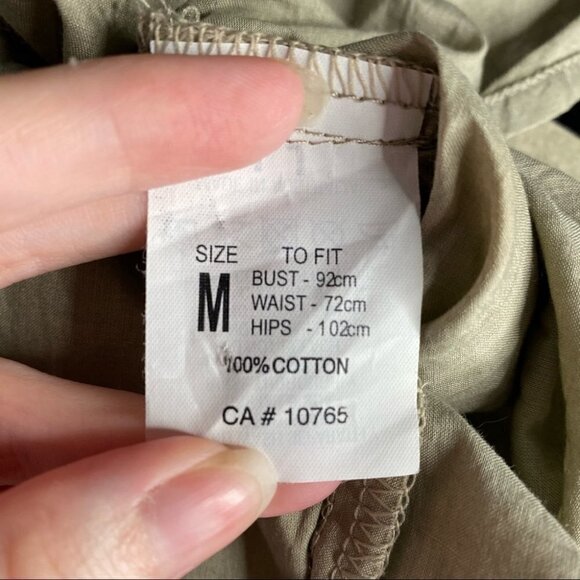 SIZE TO FIT
M BUST - 92cm
WAIST - 72cm
HIPS - 102cm
100% COTTON
CA # 10765